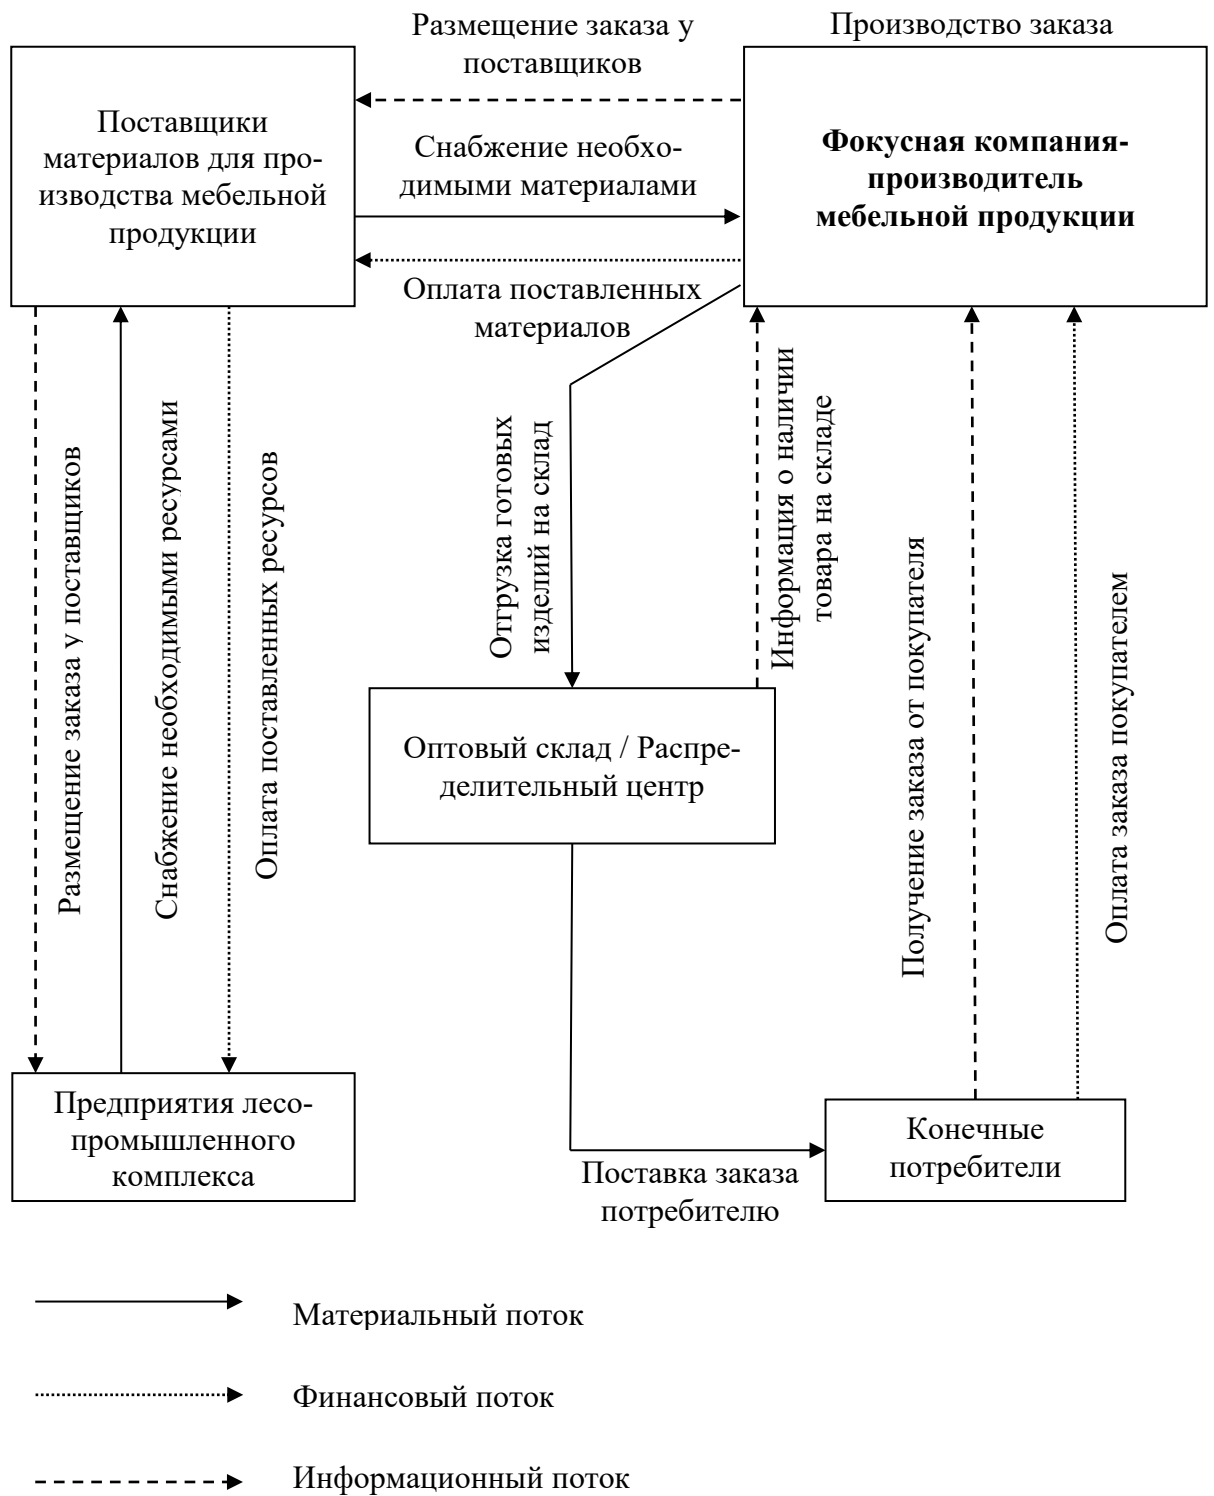 Размещение заказа у
поставщиков
Производство заказа
Поставщики
материалов для про-
изводства мебельной
продукции
Снабжение необхо-
димыми материалами
Фокусная компания-
производитель
мебельной продукции
Оплата поставленных
материалов
Размещение заказа у поставщиков
Снабжение необходимыми ресурсами
Оплата поставленных ресурсов
Отгрузка готовых
изделий на склад
Информация о наличии
товара на складе
Получение заказа от покупателя
Оплата заказа покупателем
Оптовый склад / Распре-
делительный центр
Предприятия лесо-
промышленного
комплекса
Конечные
потребители
Поставка заказа
потребителю
Материальный поток
Финансовый поток
Информационный поток